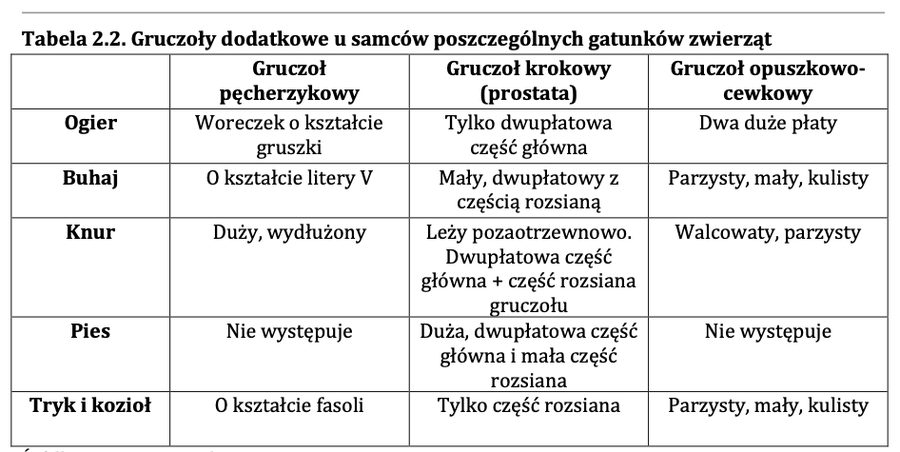 Tabela 2.2. Gruczoły dodatkowe u samców poszczególnych gatunków zwierząt
Gruczoł pęcherzykowy
Gruczoł krokowy (prostata)
Gruczoł opuszkowo-cewkowy
Ogier
Woreczek o kształcie
gruszki
Tylko dwupłatowa
część główna
Dwa duże płaty
Buhaj
O kształcie litery V
Mały, dwupłatowy z
częścią rozsianą
Parzysty, mały, kulisty
Knur
Duży, wydłużony
Leży pozaotrzewnowo.
Dwupłatowa część
główna + część rozsiana
gruczołu
Walcowaty, parzysty
Pies
Nie występuje
Duża, dwupłatowa część
główna i mała część
rozsiana
Nie występuje
Tryk i kozioł
O kształcie fasoli
Tylko część rozsiana
Parzysty, mały, kulisty